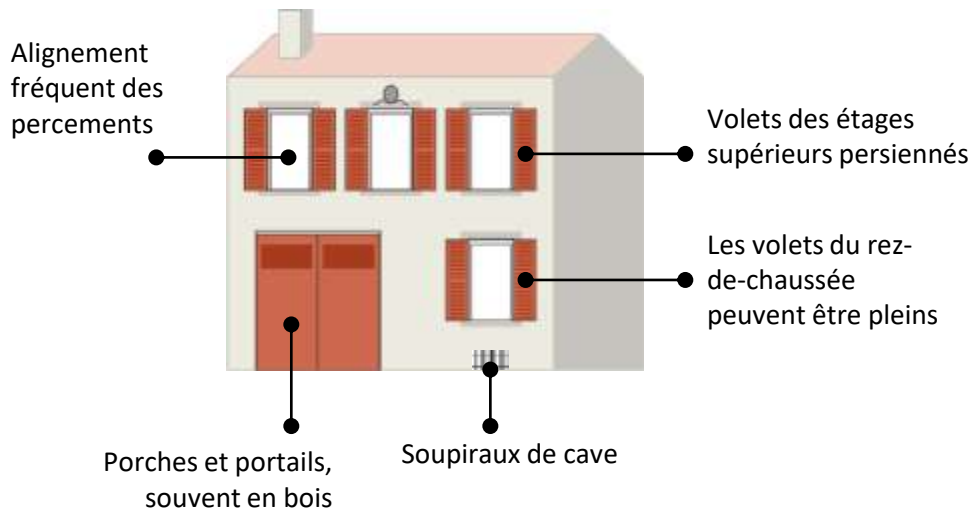 Alignement
fréquent des
percements
Volets des étages
supérieurs persiennés
Les volets du rez-
de-chaussée
peuvent être pleins
Porches et portails,
souvent en bois
Soupiraux de cave